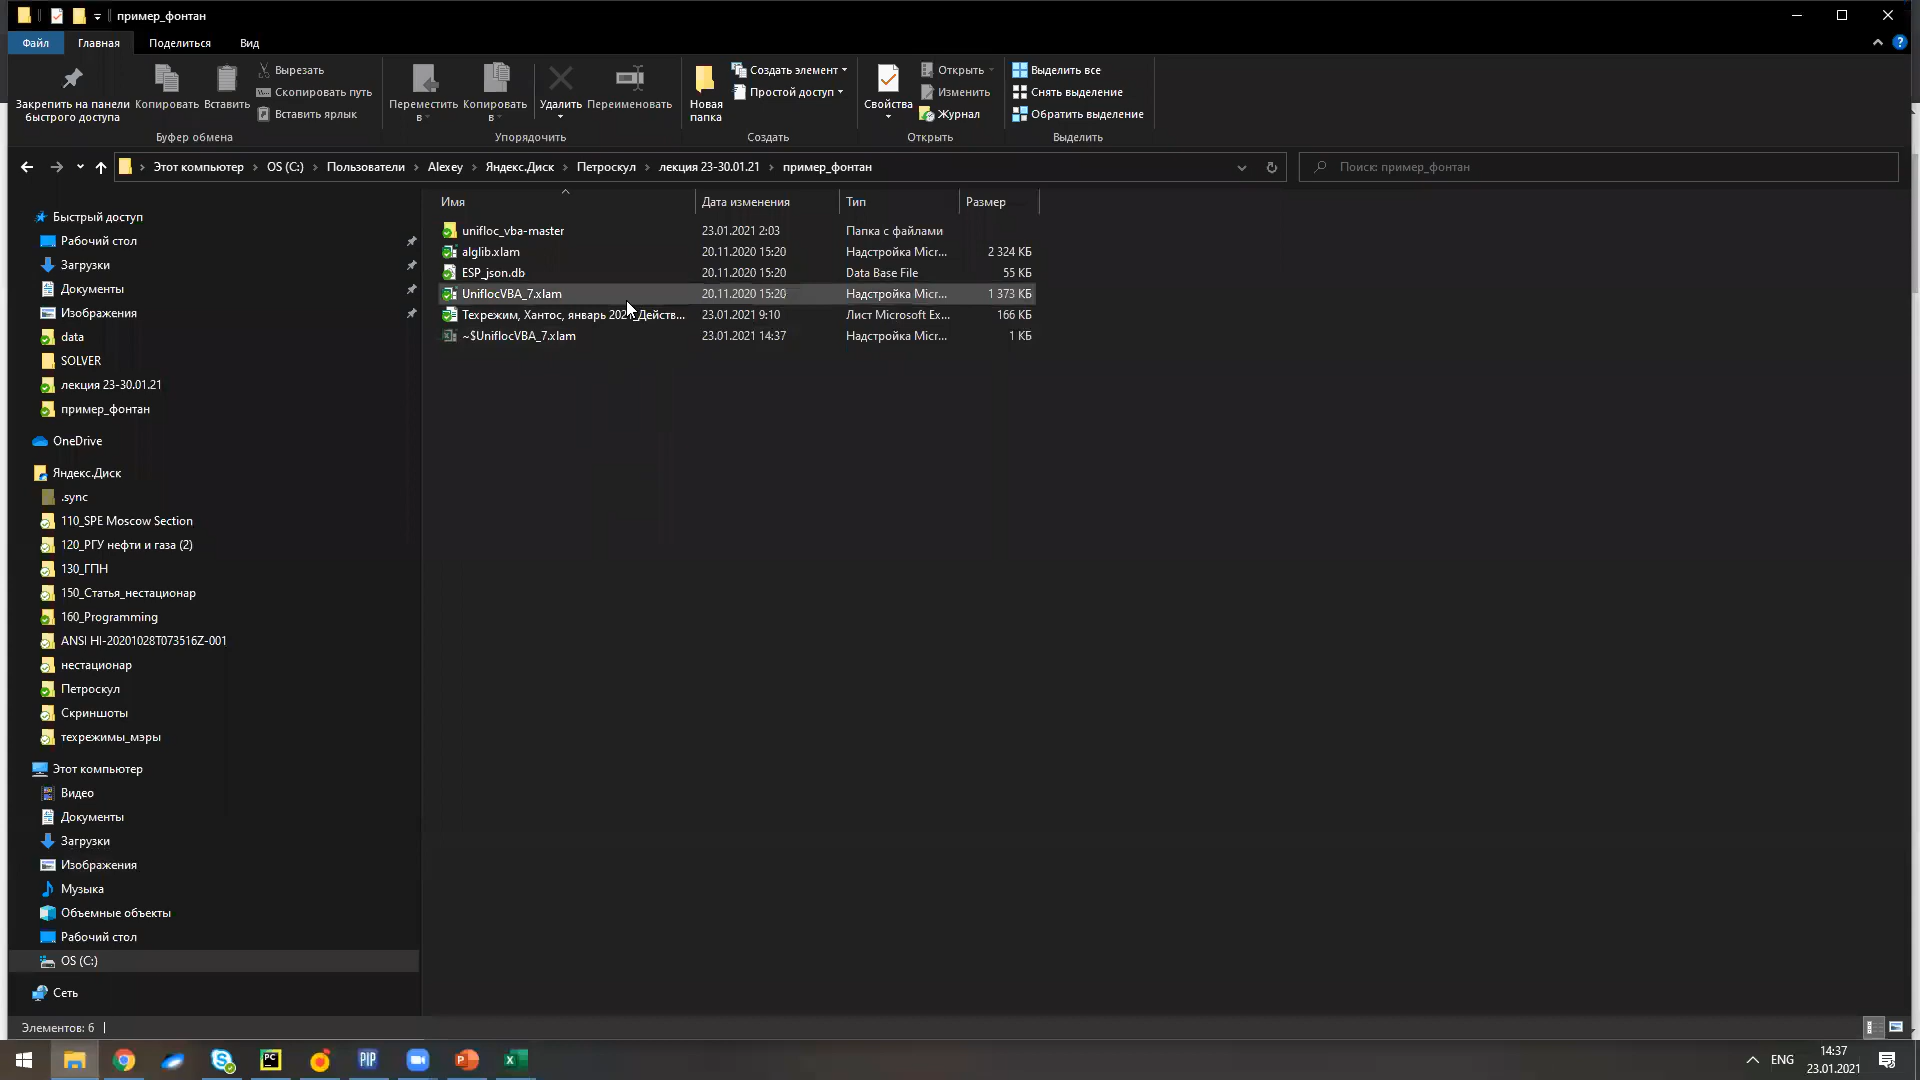 пример_фонтан
Файл
Главная
Поделиться
Вид
Закрепить на панели быстрого доступа
Копировать
Вставить
Вырезать
Скопировать путь
Вставить ярлык
Буфер обмена
Переместить в
Копировать в
Удалить
Переименовать
Упорядочить
Новая папка
Создать элемент
Простой доступ
Создать
Свойства
Открыть
Изменить
Журнал
Открыть
Выделить все
Снять выделение
Обратить выделение
Выделить
Этот компьютер > OS (C:) > Пользователи > Alexey > Яндекс.Диск > Петроскул > лекция 23-30.01.21 > пример_фонтан
Поиск: пример_фонтан
Имя Дата изменения Тип Размер
unifloc_vba-master 23.01.2021 2:03 Папка с файлами
alglib.xlam 20.11.2020 15:20 Надстройка Micr... 2 324 КБ
ESP_json.db 20.11.2020 15:20 Data Base File 55 КБ
UniflocVBA_7.xlam 20.11.2020 15:20 Надстройка Micr... 1 373 КБ
Техрежим, Хантос, январь 202 _Действ... 23.01.2021 9:10 Лист Microsoft Ex... 166 КБ
~$UniflocVBA_7.xlam 23.01.2021 14:37 Надстройка Micr... 1 КБ
Быстрый доступ
Рабочий стол
Загрузки
Документы
Изображения
data
SOLVER
лекция 23-30.01.21
пример_фонтан
OneDrive
Яндекс.Диск
.sync
110_SPE Moscow Section
120_РГУ нефти и газа (2)
130_ГПН
150_Статья_нестационар
160_Programming
ANSI HI-20201028T073516Z-001
нестационар
Петроскул
Скриншоты
техрежимы_мэры
Этот компьютер
Видео
Документы
Загрузки
Изображения
Музыка
Объемные объекты
Рабочий стол
OS (C:)
Сеть
Элементов: 6
PC
PIP
ENG
14:37
23.01.2021